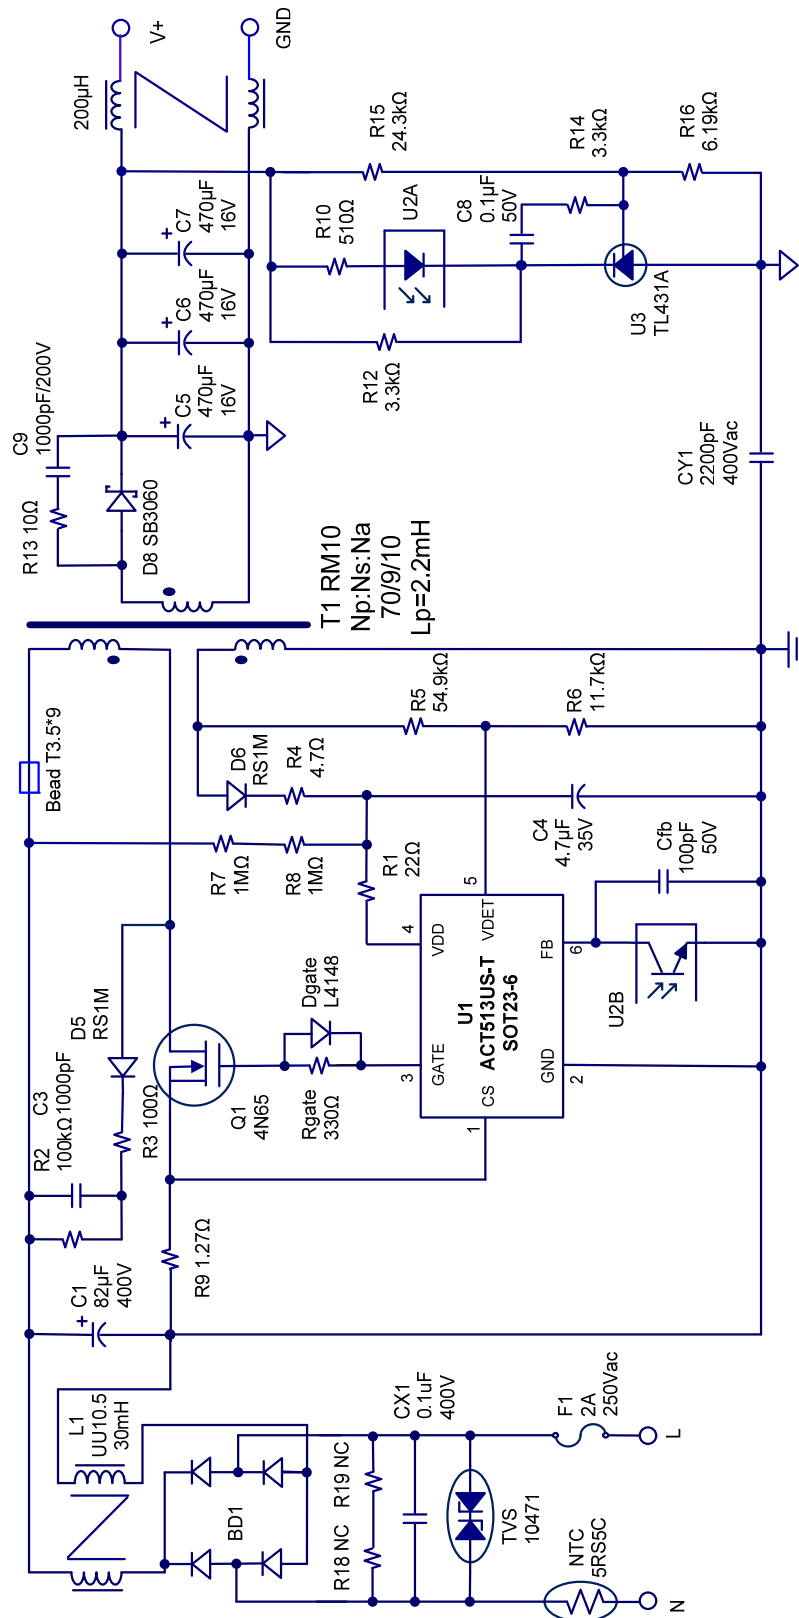 N
L
NTC
5RS5C
F1
2A
250Vac
TVS
10471
CX1
0.1uF
400V
R18 NC
R19 NC
BD1
L1
UU10.5
30mH
+
C1
82µF
400V
R9 1.27Ω
R2
100kΩ
C3
1000pF
R3 100Ω
D5
RS1M
Q1
4N65
Rgate
330Ω
Dgate
L4148
U1
ACT513US-T
SOT23-6
1
CS
2
GND
3
GATE
4
VDD
5
VDET
6
FB
U2B
Cfb
100pF
50V
R1
22Ω
C4
4.7µF
35V
R7
1MΩ
R8
1MΩ
D6
RS1M
R4
4.7Ω
R5
54.9kΩ
R6
11.7kΩ
Bead T3.5*9
T1 RM10
Np:Ns:Na
70/9/10
Lp=2.2mH
CY1
2200pF
400Vac
R13 10Ω
C9
1000pF/200V
D8 SB3060
+
C5
470µF
16V
+
C6
470µF
16V
+
C7
470µF
16V
R12
3.3kΩ
R10
510Ω
U2A
R15
24.3kΩ
C8
0.1µF
50V
R14
3.3kΩ
U3
TL431A
R16
6.19kΩ
200µH
V+
GND